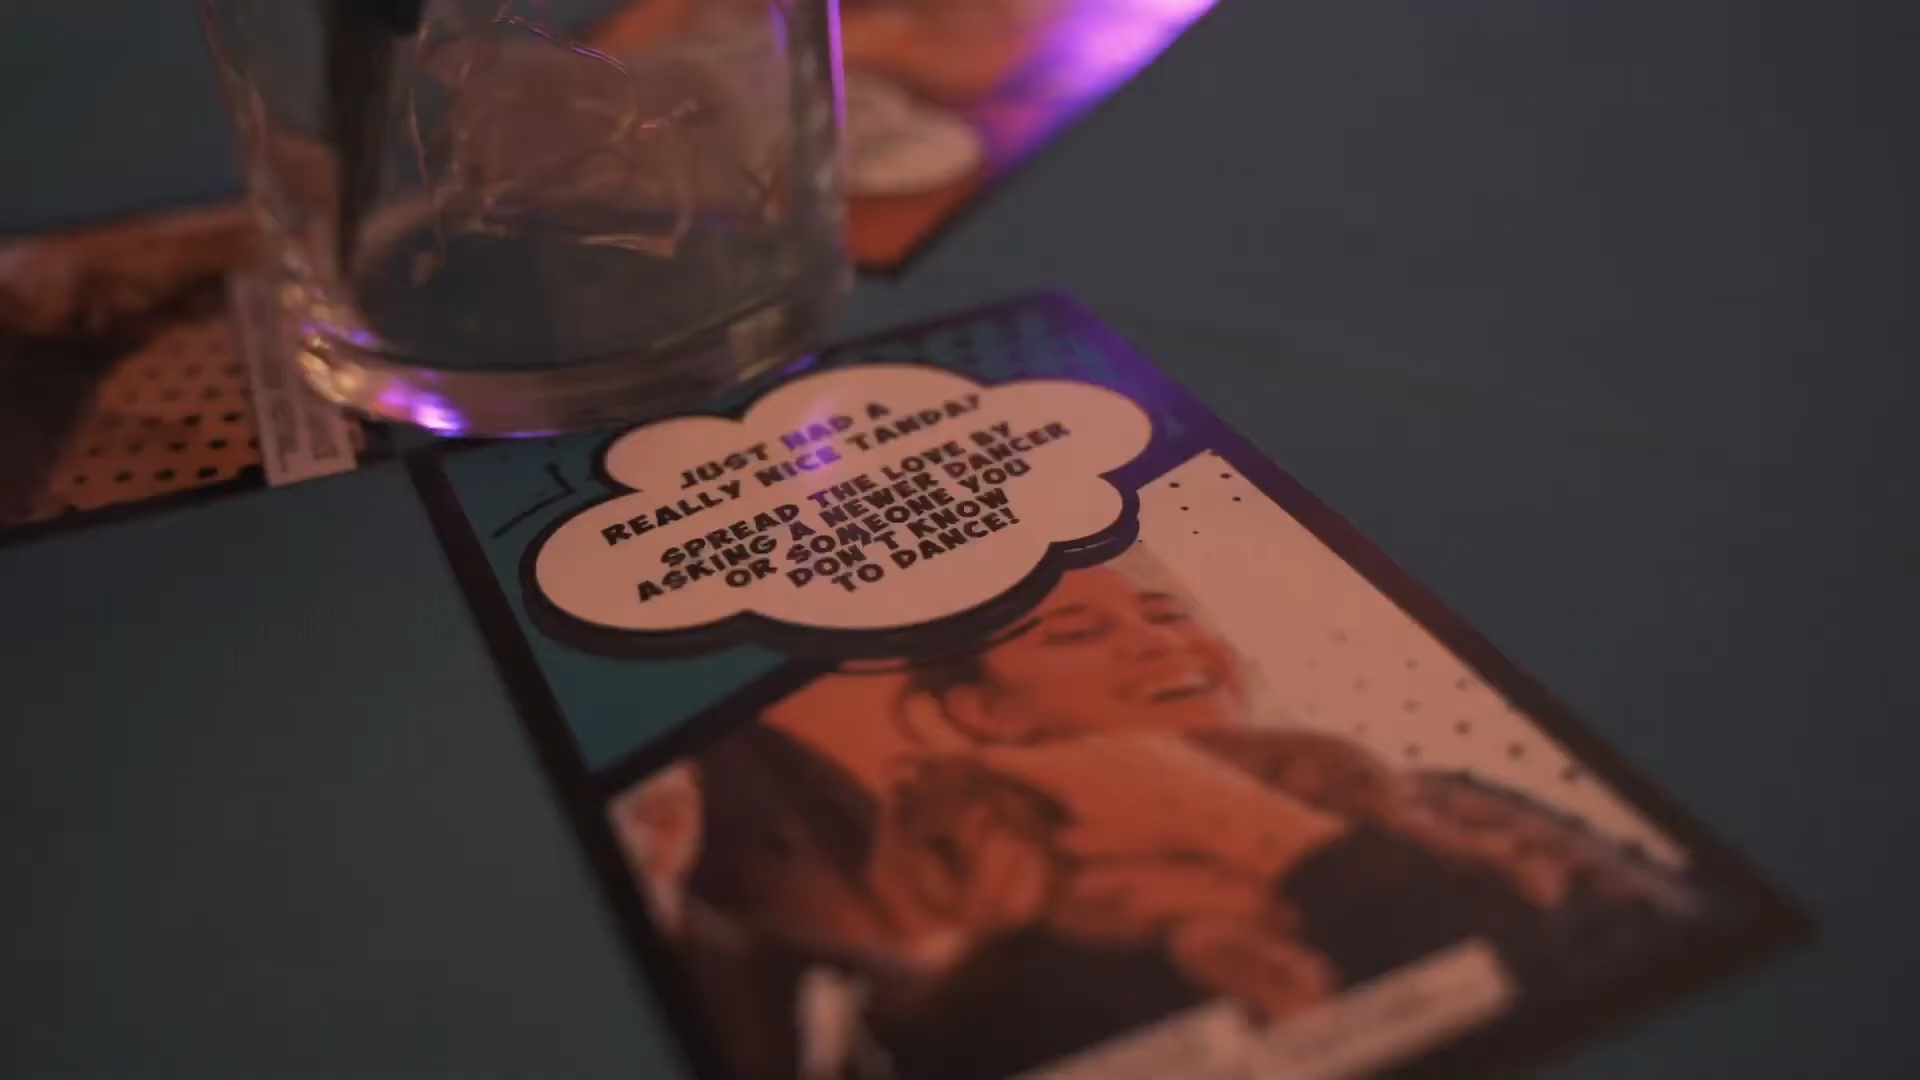 JUST HAD A
REALLY NICE TANDA?
SPREAD THE LOVE BY
ASKING A NEWER DANCER
OR SOMEONE YOU
DON'T KNOW
TO DANCE!